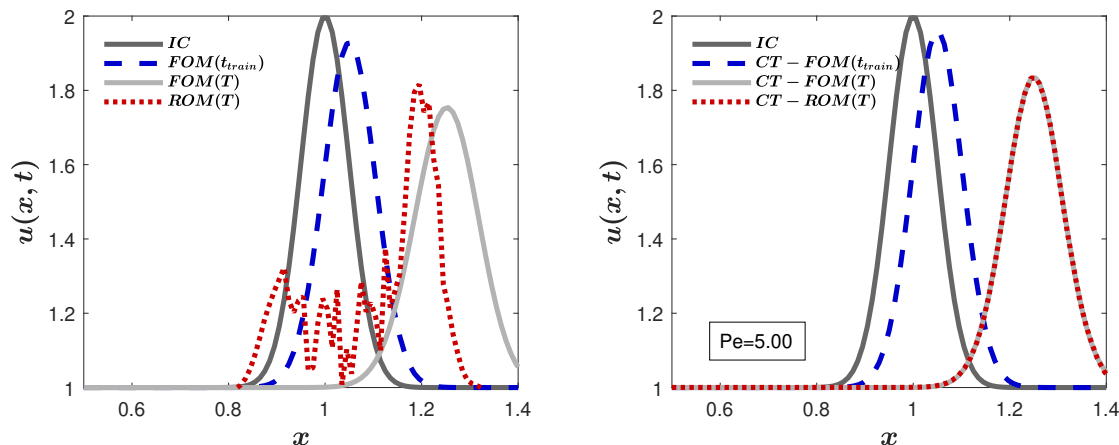 2
1.8
1.6
1.4
1.2
1
u(x, t)
0.6
0.8
1
1.2
1.4
x
IC
FOM(t_train)
FOM(T)
ROM(T)
2
1.8
1.6
1.4
1.2
1
u(x, t)
0.6
0.8
1
1.2
1.4
x
IC
CT − FOM(t_train)
CT − FOM(T)
CT − ROM(T)
Pe=5.00